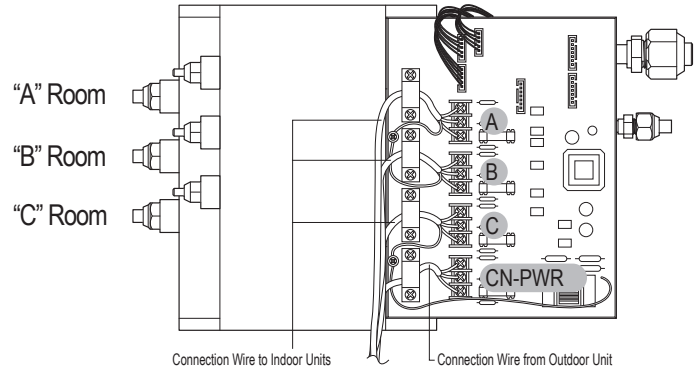 “A” Room
“B” Room
“C” Room
A
B
C
CN-PWR
Connection Wire to Indoor Units
Connection Wire from Outdoor Unit